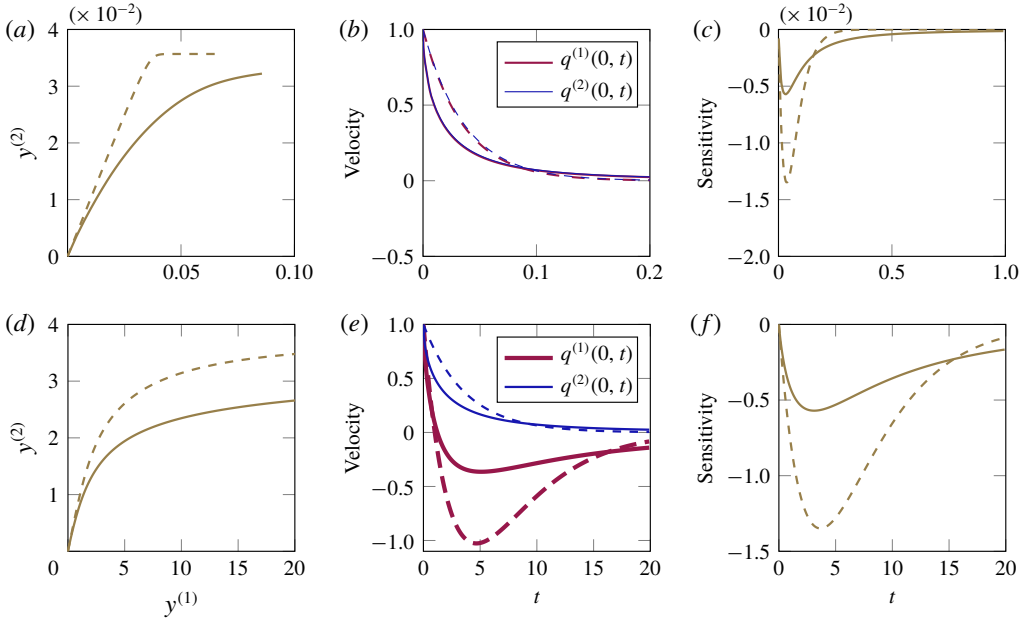 (a)
(× 10⁻²)
4
3
2
1
0
0.05
0.10
y⁽²⁾
(b)
1.0
0.5
0
−0.5
0
0.1
0.2
Velocity
q⁽¹⁾(0, t)
q⁽²⁾(0, t)
(c)
(× 10⁻²)
0
−0.5
−1.0
−1.5
−2.0
0
0.5
1.0
Sensitivity
(d)
4
3
2
1
0
5
10
15
20
y⁽²⁾
y⁽¹⁾
(e)
1.0
0.5
0
−0.5
−1.0
0
5
10
15
20
Velocity
t
q⁽¹⁾(0, t)
q⁽²⁾(0, t)
(f)
0
−0.5
−1.0
−1.5
0
5
10
15
20
Sensitivity
t